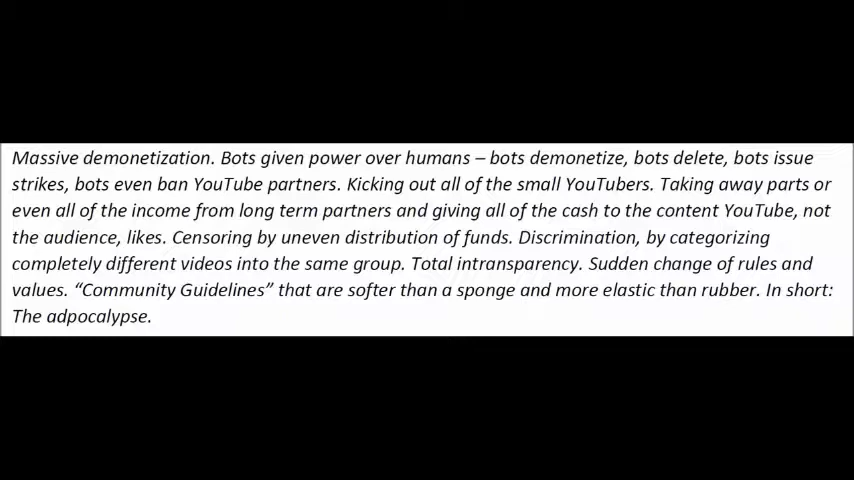 Massive demonetization. Bots given power over humans – bots demonetize, bots delete, bots issue
strikes, bots even ban YouTube partners. Kicking out all of the small YouTubers. Taking away parts or
even all of the income from long term partners and giving all of the cash to the content YouTube, not
the audience, likes. Censoring by uneven distribution of funds. Discrimination, by categorizing
completely different videos into the same group. Total intransparency. Sudden change of rules and
values. “Community Guidelines” that are softer than a sponge and more elastic than rubber. In short:
The adpocalypse.